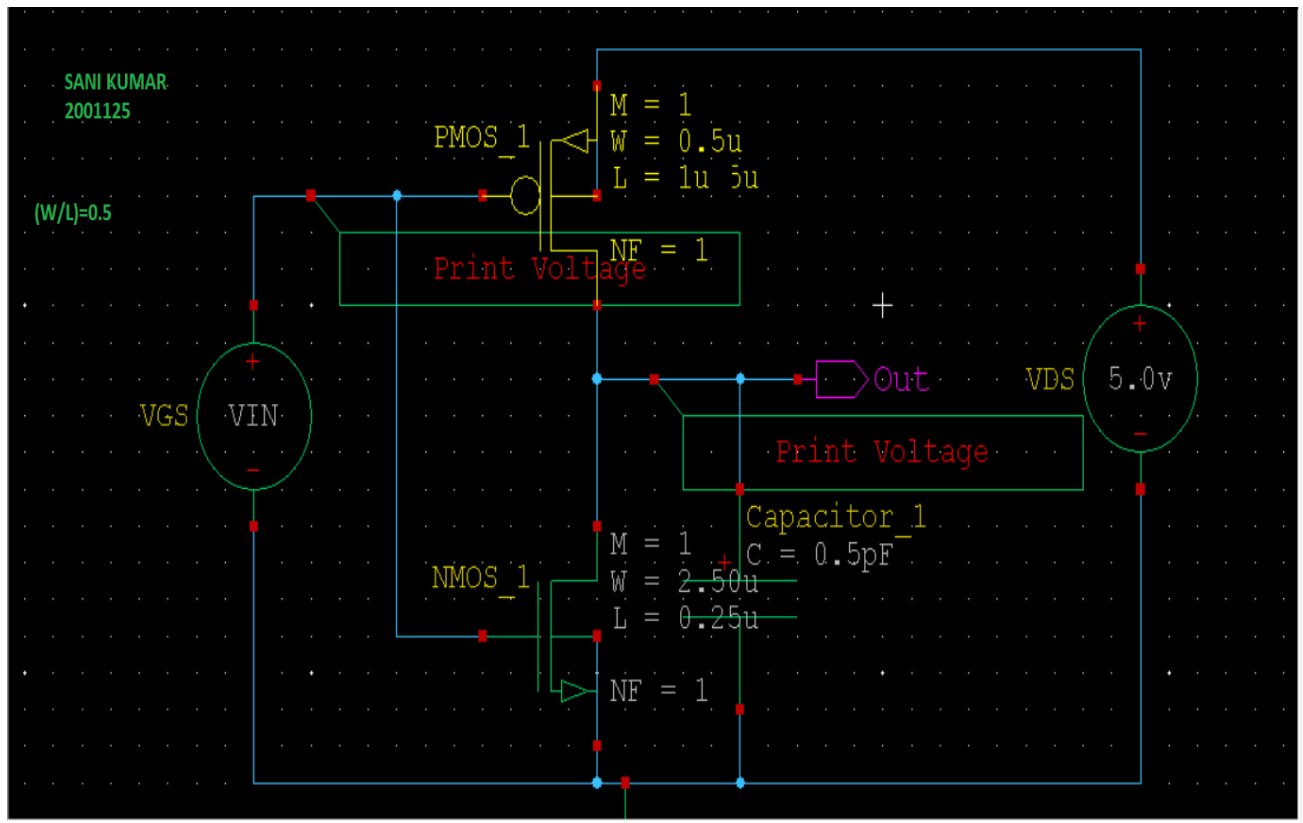 SANI KUMAR
2001125
(W/L)=0.5
PMOS_1
M = 1
W = 0.5u
L = 1u 5u
NF = 1
Print Voltage
VGS
VIN
+
-
Out
VDS
+
5.0v
-
Print Voltage
Capacitor_1
+
C = 0.5pF
NMOS_1
M = 1
W = 2.50u
L = 0.25u
NF = 1